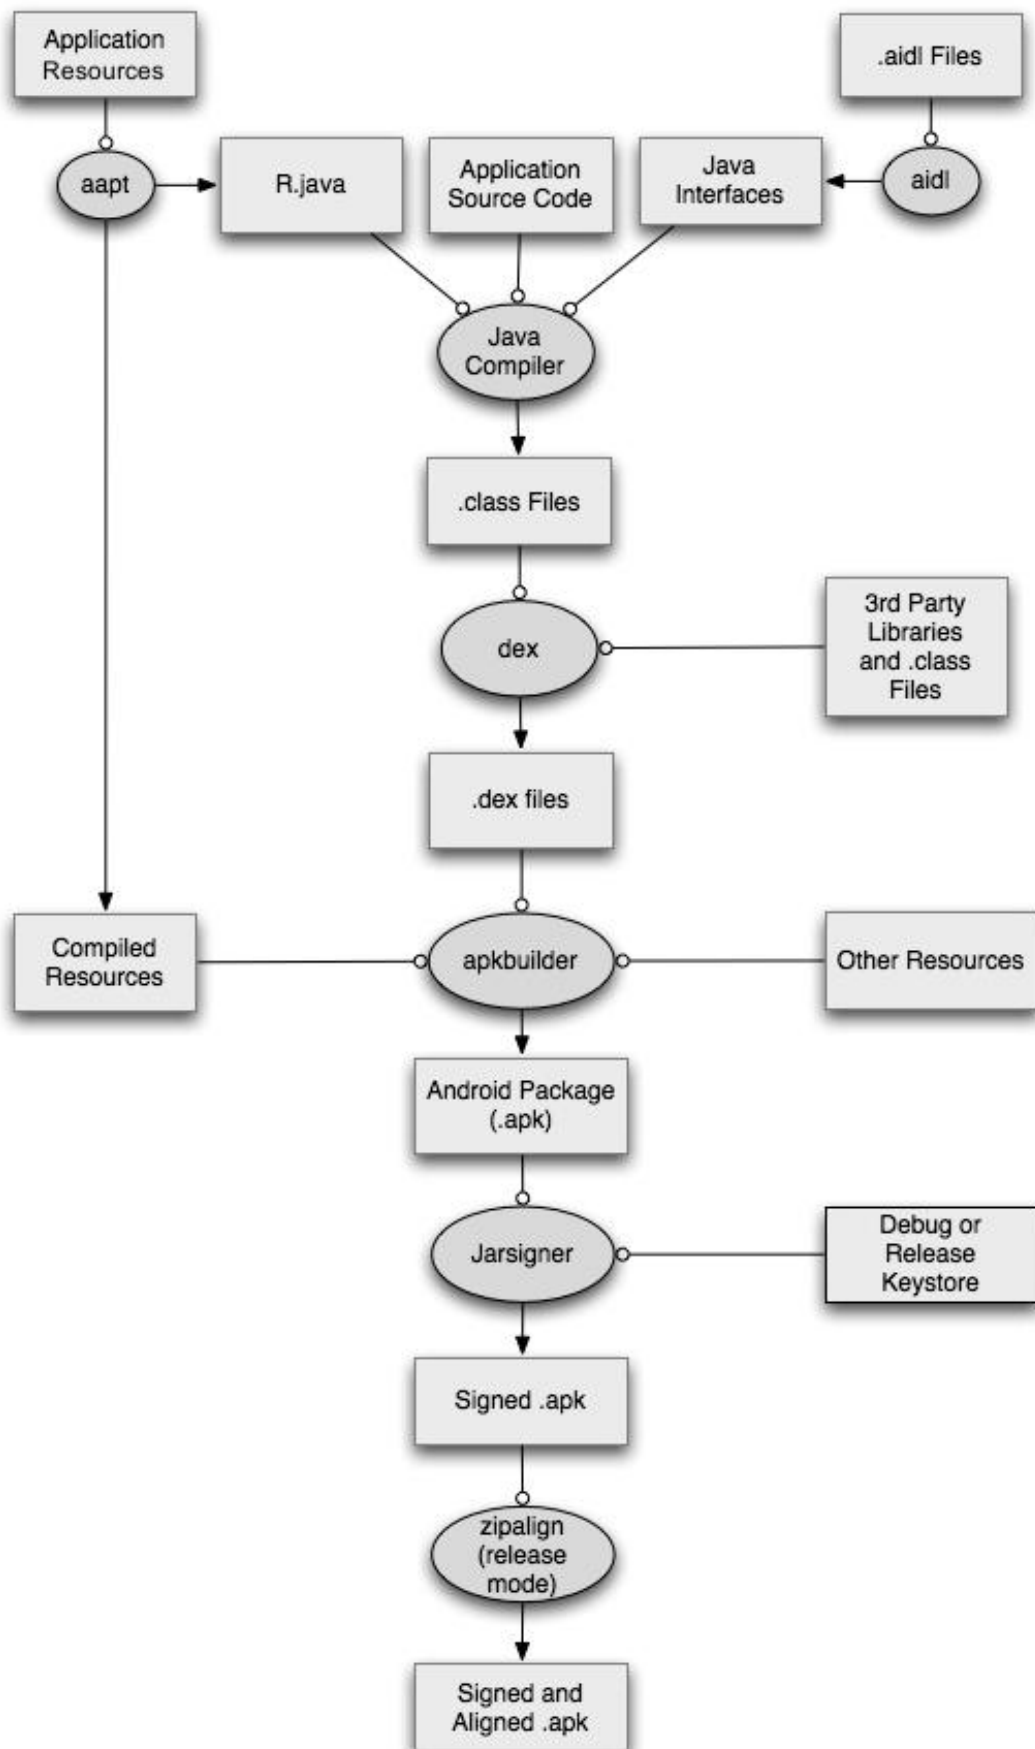 Application
Resources
.aidl Files
aapt
R.java
Application
Source Code
Java
Interfaces
aidl
Java
Compiler
.class Files
dex
3rd Party
Libraries
and .class
Files
.dex files
Compiled
Resources
apkbuilder
Other Resources
Android Package
(.apk)
Jarsigner
Debug or
Release
Keystore
Signed .apk
zipalign
(release
mode)
Signed and
Aligned .apk